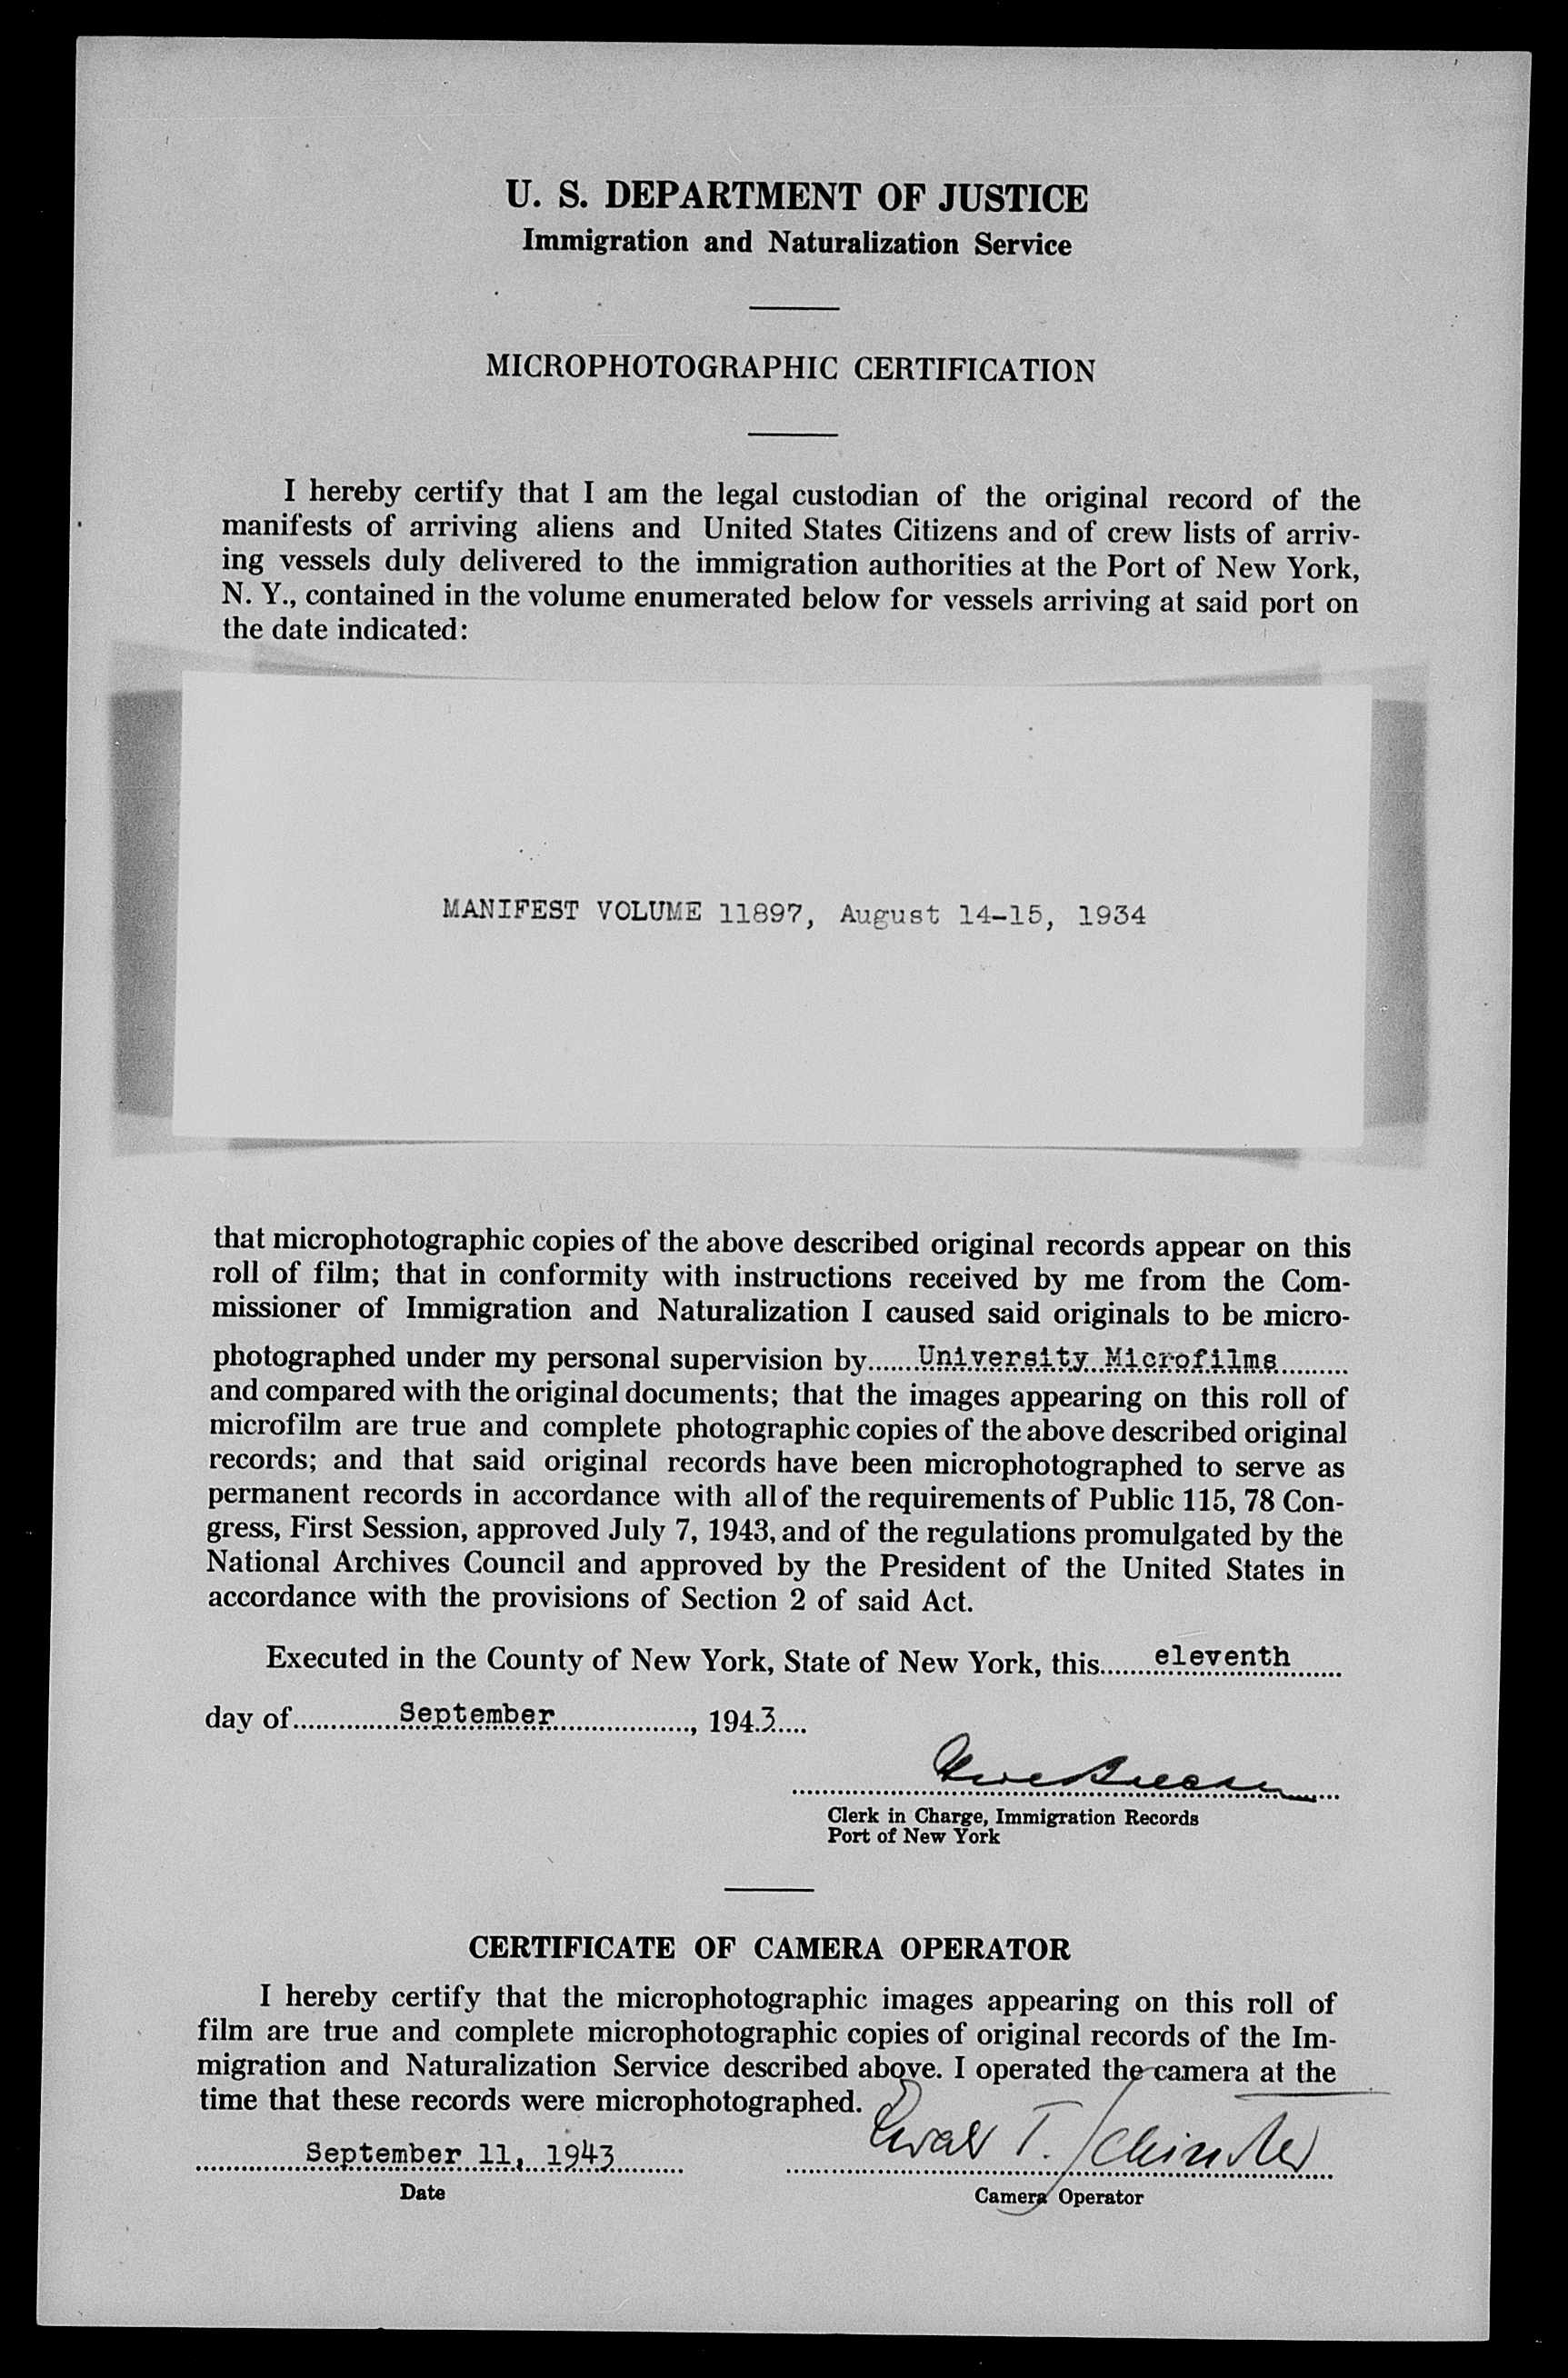 U. S. DEPARTMENT OF JUSTICE
Immigration and Naturalization Service
MICROPHOTOGRAPHIC CERTIFICATION
I hereby certify that I am the legal custodian of the original record of the
manifests of arriving aliens and United States Citizens and of crew lists of arriv-
ing vessels duly delivered to the immigration authorities at the Port of New York,
N. Y., contained in the volume enumerated below for vessels arriving at said port on
the date indicated:
MANIFEST VOLUME 11897, August 14-15, 1934
that microphotographic copies of the above described original records appear on this
roll of film; that in conformity with instructions received by me from the Com-
missioner of Immigration and Naturalization I caused said originals to be micro-
photographed under my personal supervision by......University Microfilms.........
and compared with the original documents; that the images appearing on this roll of
microfilm are true and complete photographic copies of the above described original
records; and that said original records have been microphotographed to serve as
permanent records in accordance with all of the requirements of Public 115, 78 Con-
gress, First Session, approved July 7, 1943, and of the regulations promulgated by the
National Archives Council and approved by the President of the United States in
accordance with the provisions of Section 2 of said Act.
Executed in the County of New York, State of New York, this........eleventh......
day of..............September..................., 194.3....
Clerk in Charge, Immigration Records
Port of New York
CERTIFICATE OF CAMERA OPERATOR
I hereby certify that the microphotographic images appearing on this roll of
film are true and complete microphotographic copies of original records of the Im-
migration and Naturalization Service described above. I operated the camera at the
time that these records were microphotographed.
September 11, 1943
T.
Date
Camera Operator